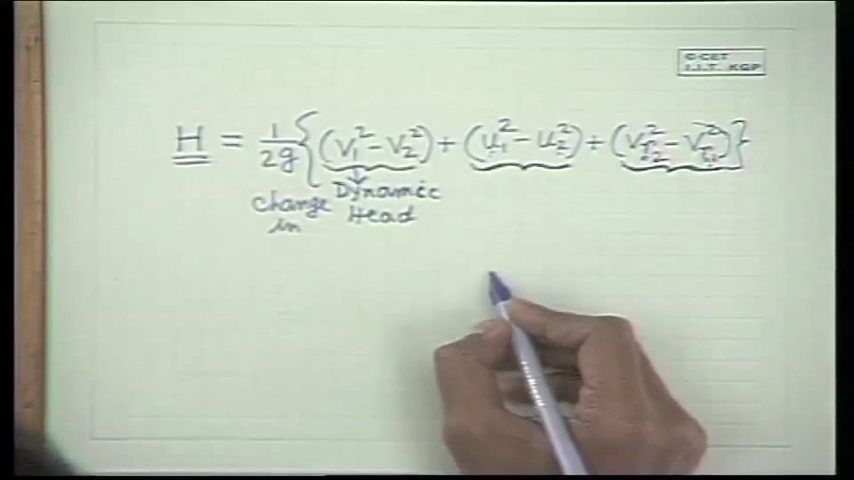 © CET
I.I.T. KGP
H = 1/2g {(V₁² - V₂²) + (u₁² - u₂²) + (Vr₂² - Vr₁²)}
Change in Dynamic Head